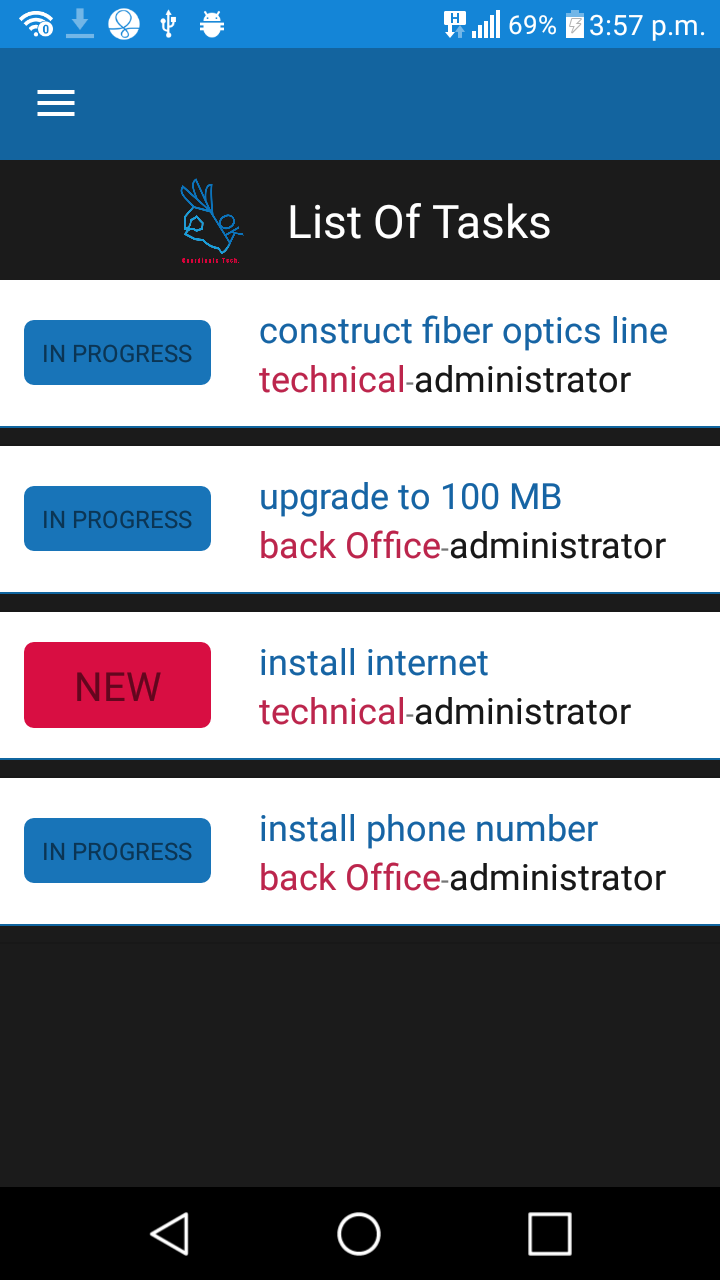 69% 3:57 p.m.
List Of Tasks
IN PROGRESS
construct fiber optics line
technical-administrator
IN PROGRESS
upgrade to 100 MB
back Office-administrator
NEW
install internet
technical-administrator
IN PROGRESS
install phone number
back Office-administrator